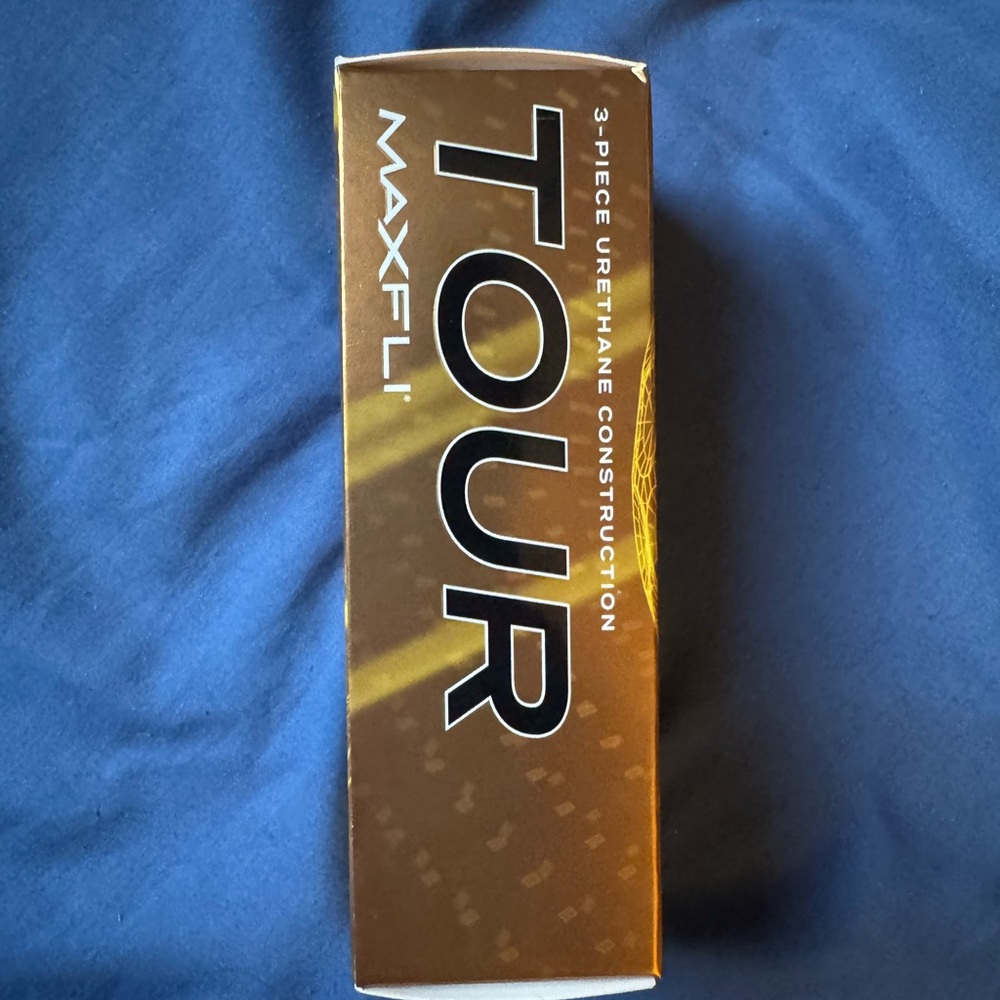 3-PIECE URETHANE CONSTRUCTION
TOUR
MAXFLI®